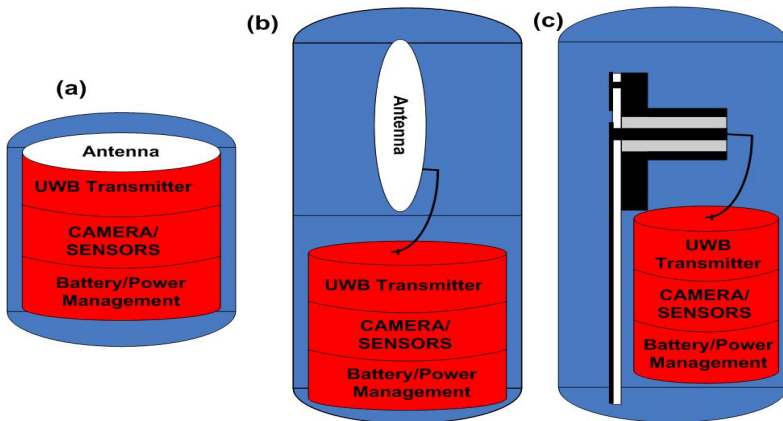 (a)
Antenna
UWB Transmitter
CAMERA/
SENSORS
Battery/Power
Management
(b)
Antenna
UWB Transmitter
CAMERA/
SENSORS
Battery/Power
Management
(c)
UWB
Transmitter
CAMERA/
SENSORS
Battery/Power
Management